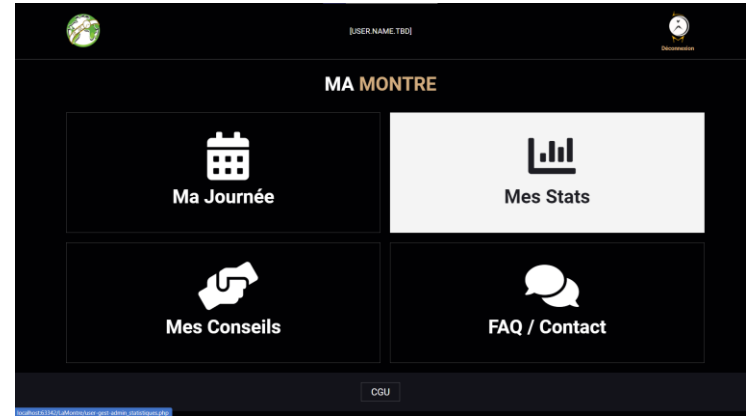 [USER.NAME.TBD]
Déconnexion
MA MONTRE
Ma Journée
Mes Stats
Mes Conseils
FAQ / Contact
CGU
localhost:63342/LaMontre/user-gest-admin_statistiques.php